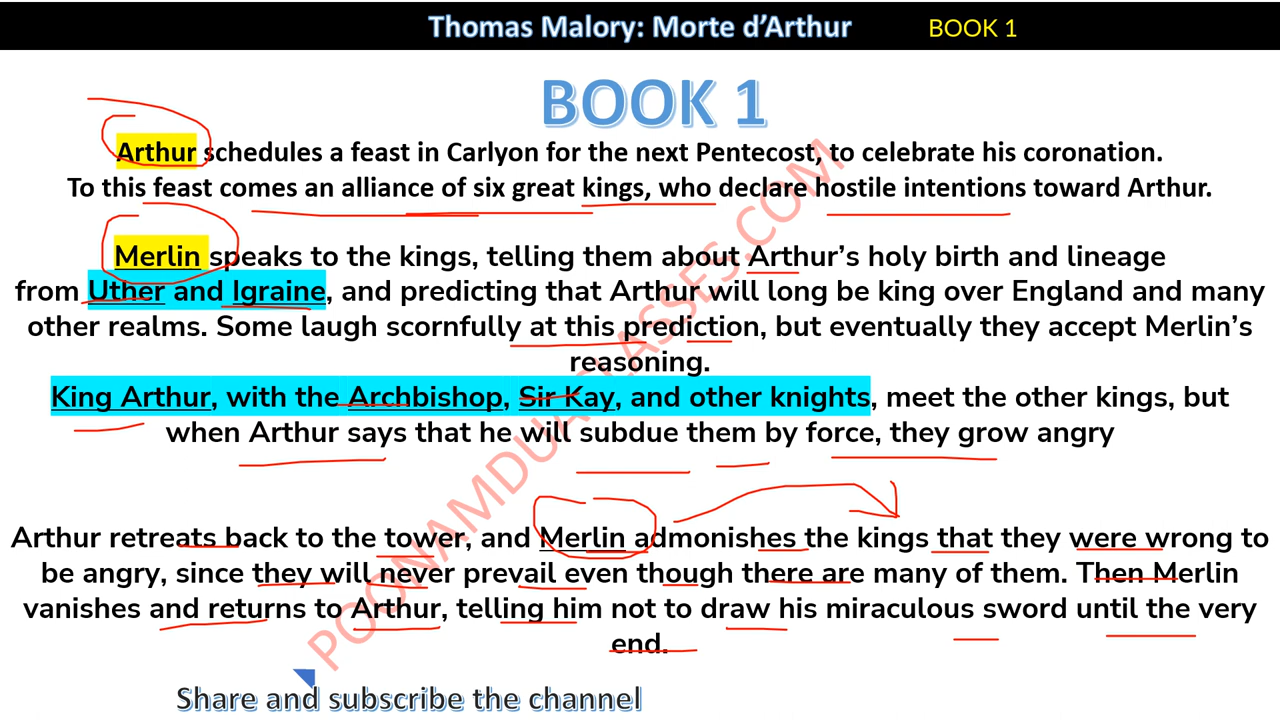 Thomas Malory: Morte d'Arthur BOOK 1
BOOK 1
Arthur schedules a feast in Carlyon for the next Pentecost, to celebrate his coronation.
To this feast comes an alliance of six great kings, who declare hostile intentions toward Arthur.
Merlin speaks to the kings, telling them about Arthur's holy birth and lineage
from Uther and Igraine, and predicting that Arthur will long be king over England and many
other realms. Some laugh scornfully at this prediction, but eventually they accept Merlin's
reasoning.
King Arthur, with the Archbishop, Sir Kay, and other knights, meet the other kings, but
when Arthur says that he will subdue them by force, they grow angry
Arthur retreats back to the tower, and Merlin admonishes the kings that they were wrong to
be angry, since they will never prevail even though there are many of them. Then Merlin
vanishes and returns to Arthur, telling him not to draw his miraculous sword until the very
end.
POONAMDUACLASSES.COM
Share and subscribe the channel